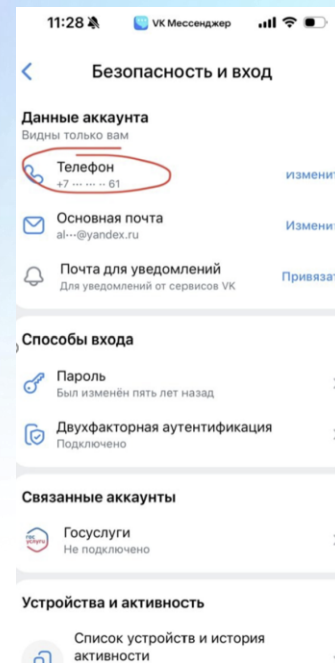 11:28 VK Мессенджер
Безопасность и вход
Данные аккаунта
Видны только вам
Телефон
+7 ··· ··· ·· 61
Изменит
Основная почта
al···@yandex.ru
Изменит
Почта для уведомлений
Для уведомлений от сервисов VK
Привязат
Способы входа
Пароль
Был изменён пять лет назад
Двухфакторная аутентификация
Подключено
Связанные аккаунты
гос
услуги
Госуслуги
Не подключено
Устройства и активность
Список устройств и история
активности